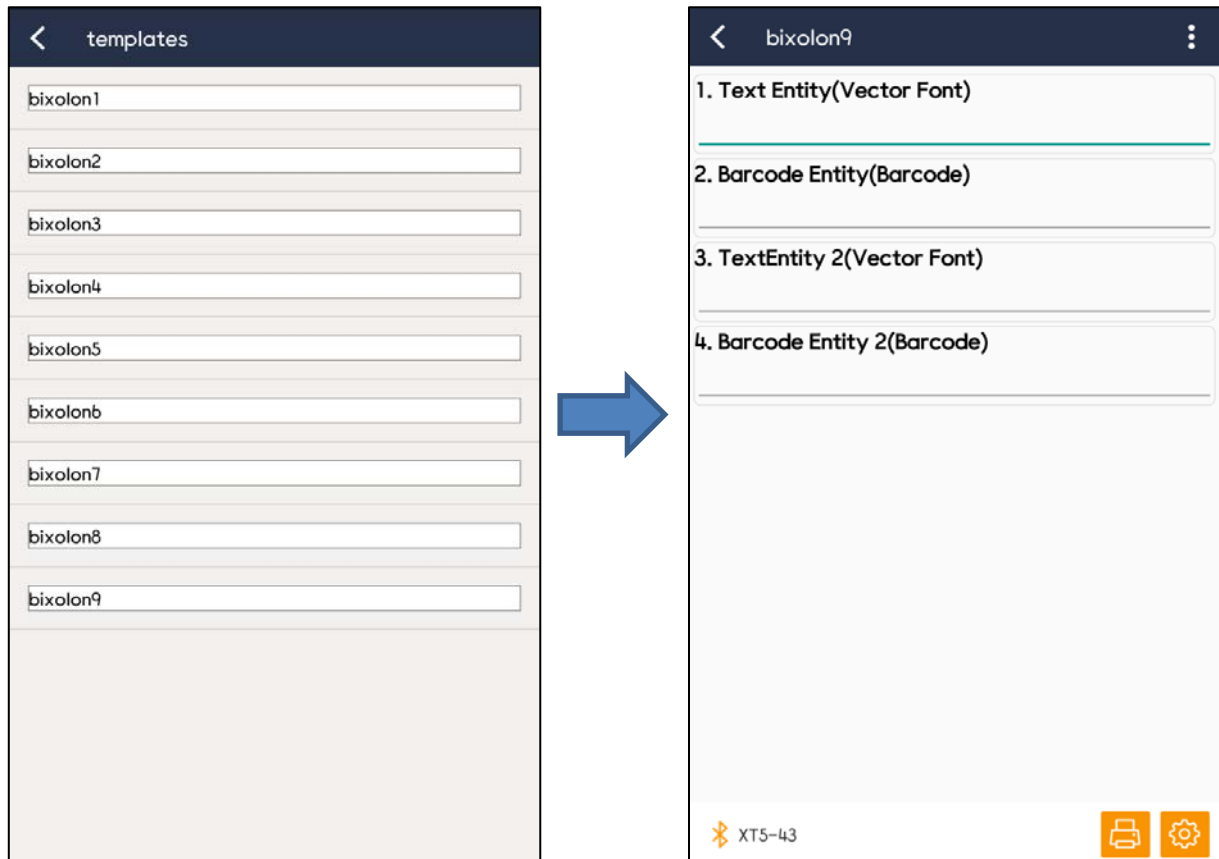 templates
bixolon1
bixolon2
bixolon3
bixolon4
bixolon5
bixolon6
bixolon7
bixolon8
bixolon9
bixolon9
1. Text Entity(Vector Font)
2. Barcode Entity(Barcode)
3. TextEntity 2(Vector Font)
4. Barcode Entity 2(Barcode)
XT5-43